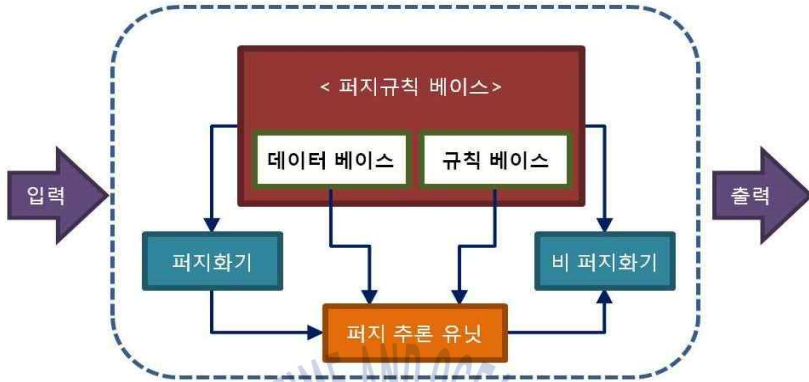 < 퍼지규칙 베이스>
데이터 베이스
규칙 베이스
입력
출력
퍼지화기
비 퍼지화기
퍼지 추론 유닛
AND